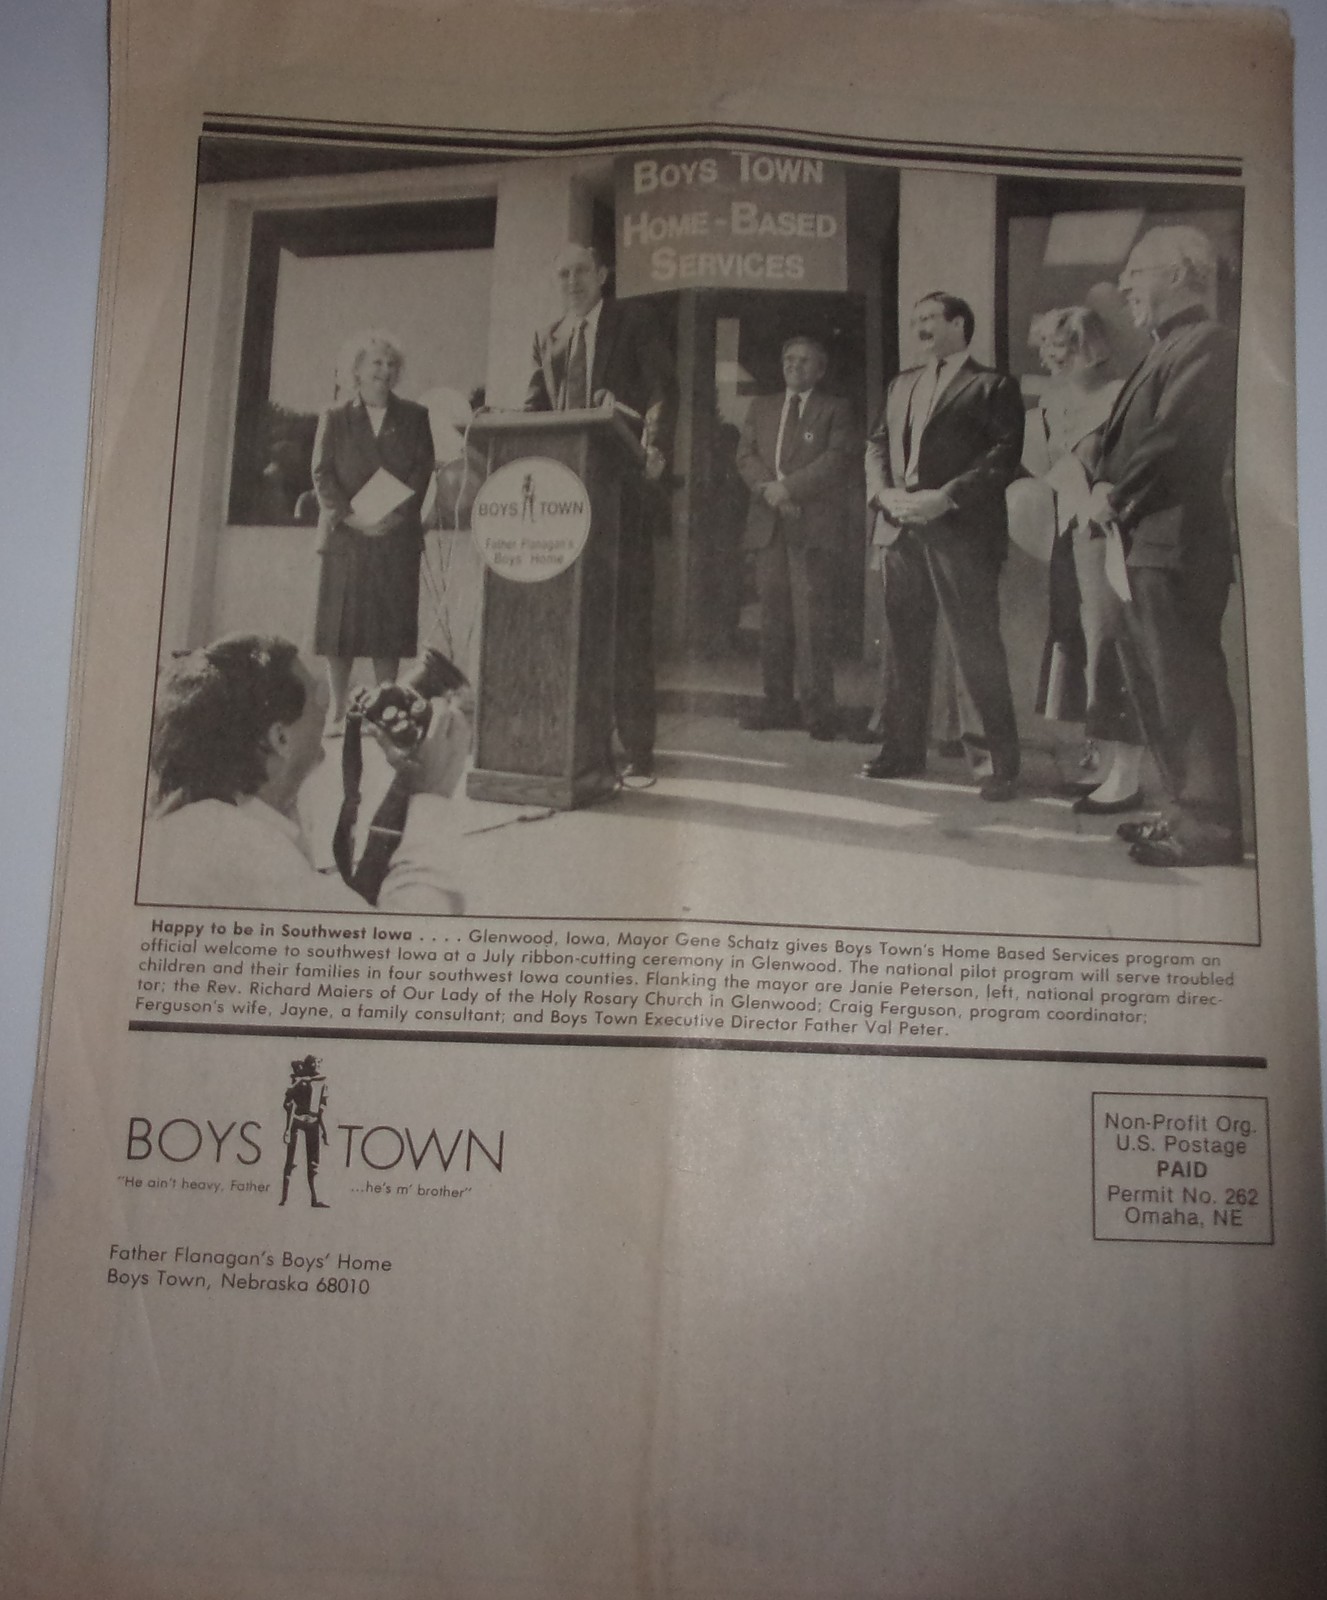 BOYS TOWN
HOME-BASED
SERVICES
BOYS TOWN
Father Flanagan's
Boys' Home
Happy to be in Southwest Iowa . . . . Glenwood, Iowa, Mayor Gene Schatz gives Boys Town's Home Based Services program an
official welcome to southwest Iowa at a July ribbon-cutting ceremony in Glenwood. The national pilot program will serve troubled
children and their families in four southwest Iowa counties. Flanking the mayor are Janie Peterson, left, national program direc-
tor; the Rev. Richard Maiers of Our Lady of the Holy Rosary Church in Glenwood; Craig Ferguson, program coordinator;
Ferguson's wife, Jayne, a family consultant; and Boys Town Executive Director Father Val Peter.
BOYS TOWN
"He ain't heavy, Father ...he's m' brother"
Father Flanagan's Boys' Home
Boys Town, Nebraska 68010
Non-Profit Org.
U.S. Postage
PAID
Permit No. 262
Omaha, NE